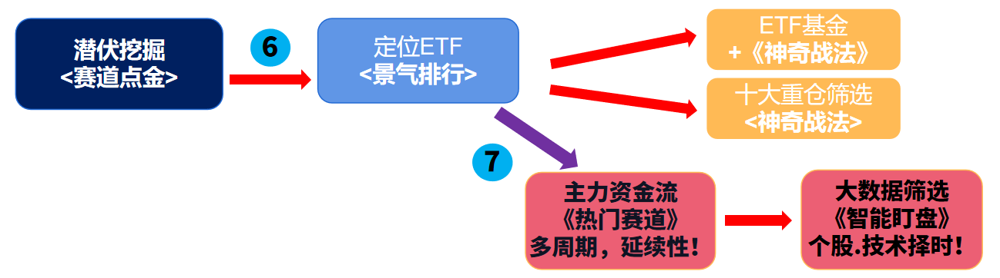 潜伏挖掘
<赛道点金>
6
定位ETF
<景气排行>
ETF基金
+《神奇战法》
十大重仓筛选
<神奇战法>
7
主力资金流
《热门赛道》
多周期，延续性！
大数据筛选
《智能盯盘》
个股.技术择时！